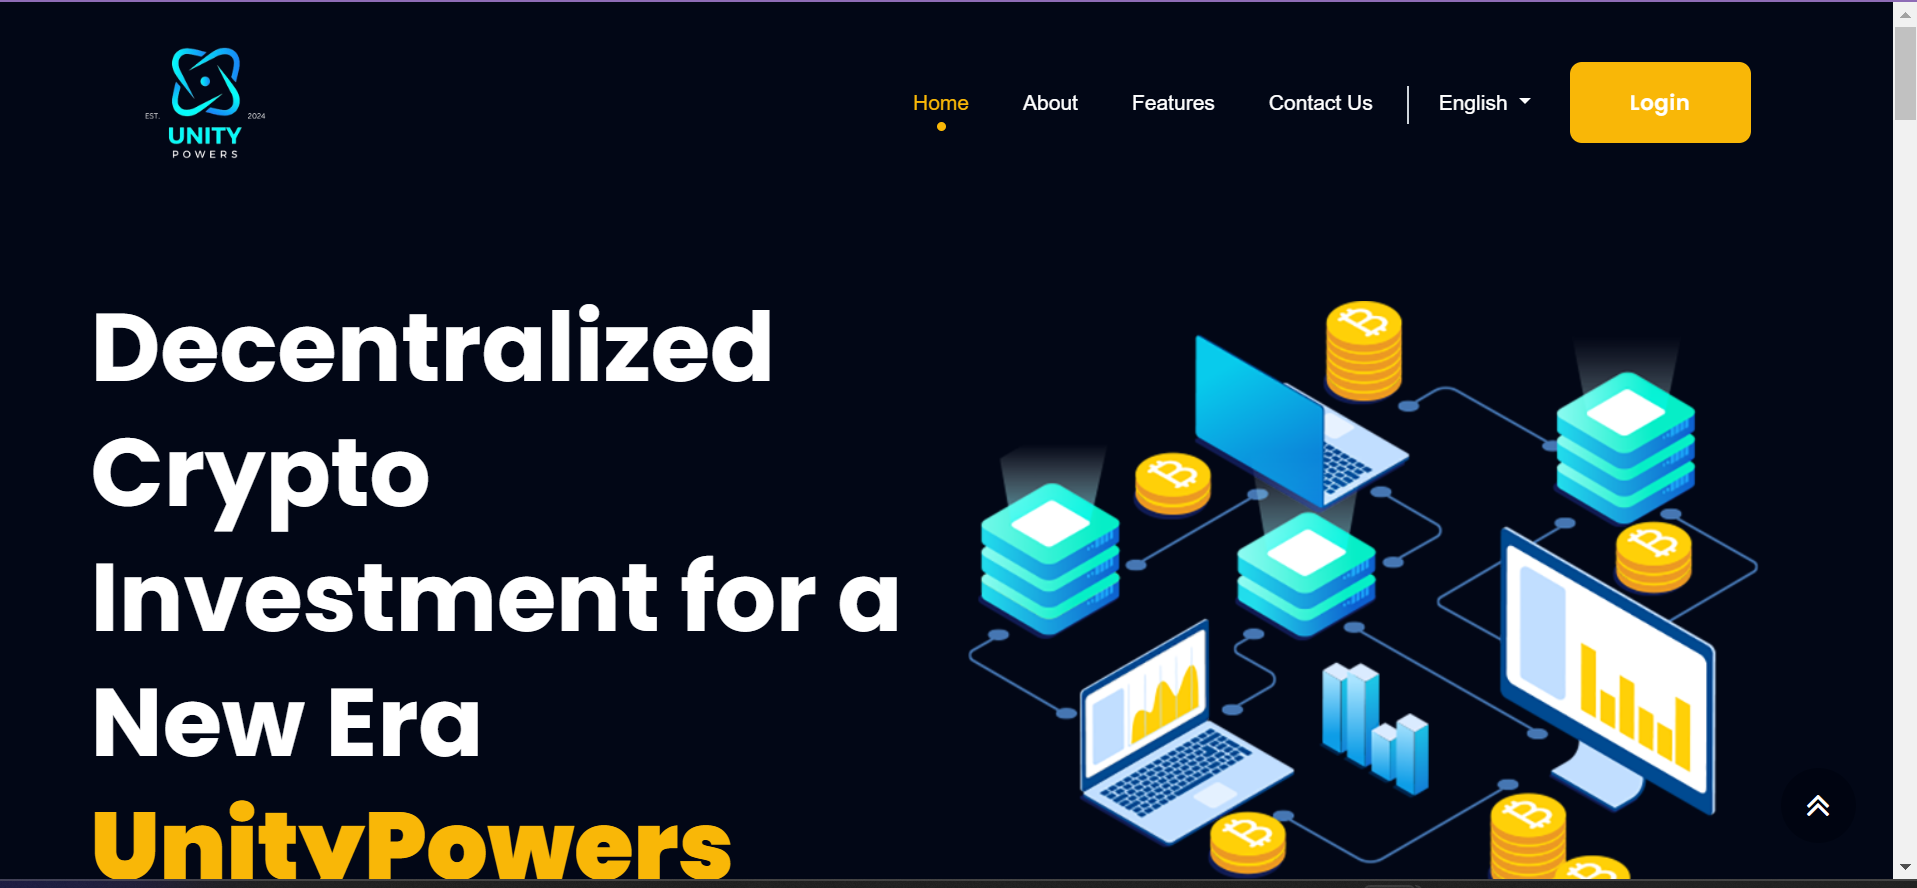 EST. 2024
UNITY
POWERS
Home About Features Contact Us English Login
Decentralized
Crypto
Investment for a
New Era
UnityPowers